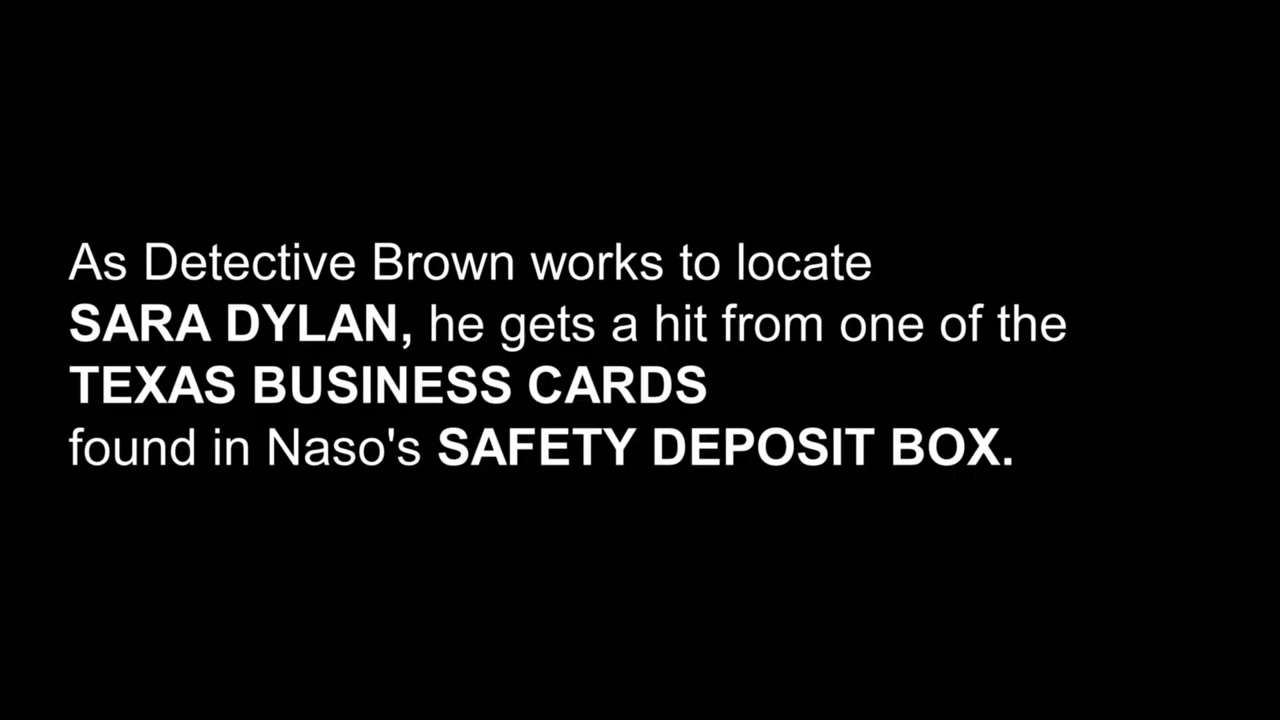 As Detective Brown works to locate
SARA DYLAN, he gets a hit from one of the
TEXAS BUSINESS CARDS
found in Naso's SAFETY DEPOSIT BOX.